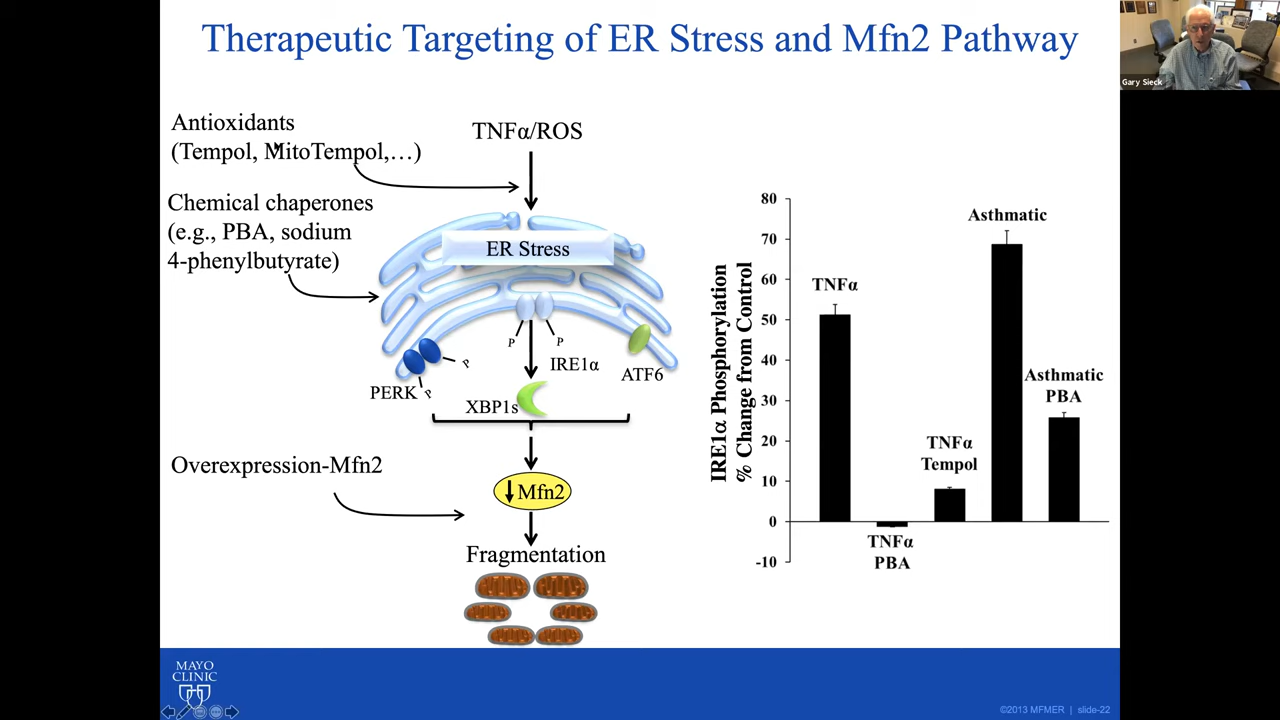 Therapeutic Targeting of ER Stress and Mfn2 Pathway
Gary Sieck
Antioxidants
(Tempol, MitoTempol,…)
TNFα/ROS
Chemical chaperones
(e.g., PBA, sodium
4-phenylbutyrate)
ER Stress
P
P
IRE1α
P
P
PERK
ATF6
XBP1s
Overexpression-Mfn2
Mfn2
Fragmentation
IRE1α Phosphorylation
% Change from Control
80
70
60
50
40
30
20
10
0
-10
TNFα
TNFα
PBA
TNFα
Tempol
Asthmatic
Asthmatic
PBA
MAYO
CLINIC
©2013 MFMER | slide-22